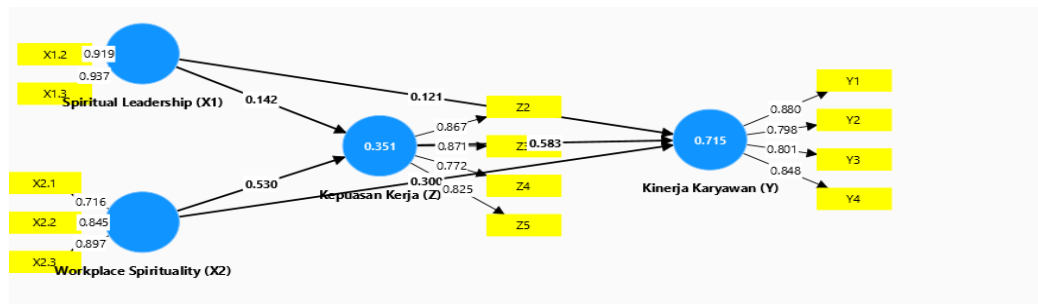 X1.2
0.919
0.937
X1.3
Spiritual Leadership (X1)
0.142
0.121
Z2
0.867
0.351
0.871
Z3
0.583
0.772
Z4
0.300
0.825
Z5
Kepuasan Kerja (Z)
0.530
X2.1
0.716
X2.2
0.845
0.897
X2.3
Workplace Spirituality (X2)
0.715
Kinerja Karyawan (Y)
0.880
Y1
0.798
Y2
0.801
Y3
0.848
Y4